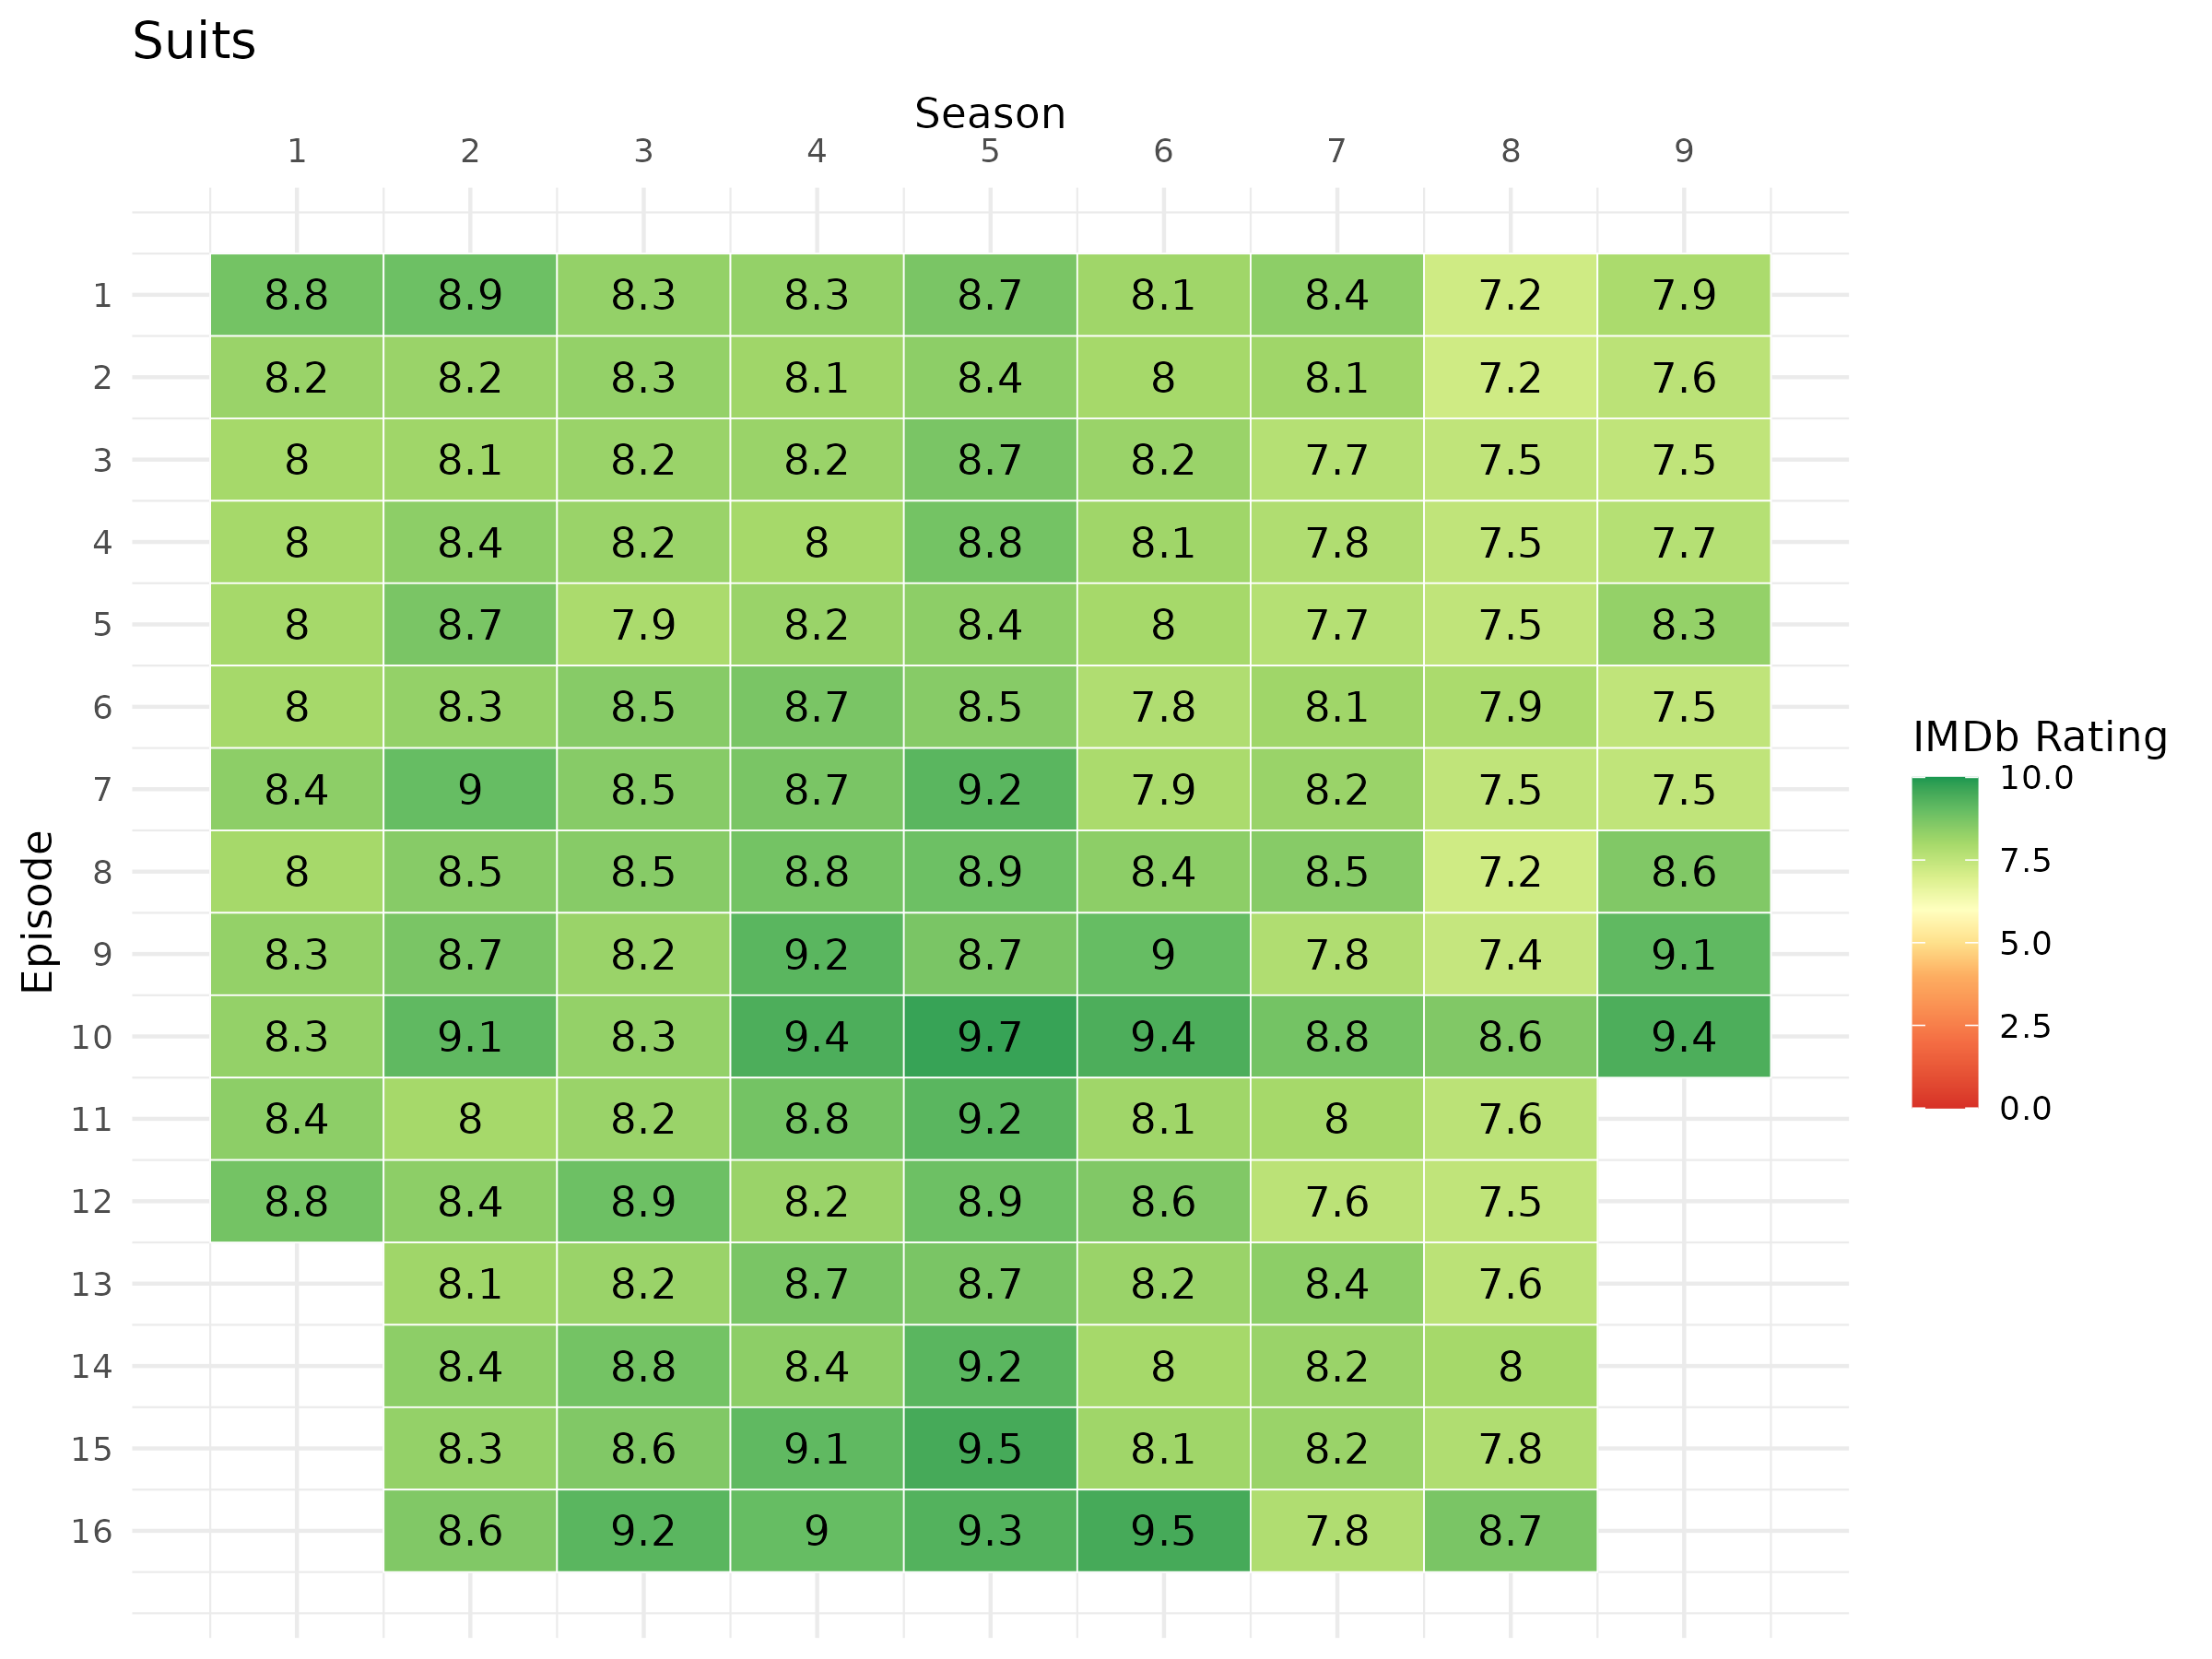 Suits
Season
1 2 3 4 5 6 7 8 9
1 8.8 8.9 8.3 8.3 8.7 8.1 8.4 7.2 7.9
2 8.2 8.2 8.3 8.1 8.4 8 8.1 7.2 7.6
3 8 8.1 8.2 8.2 8.7 8.2 7.7 7.5 7.5
4 8 8.4 8.2 8 8.8 8.1 7.8 7.5 7.7
5 8 8.7 7.9 8.2 8.4 8 7.7 7.5 8.3
6 8 8.3 8.5 8.7 8.5 7.8 8.1 7.9 7.5
7 8.4 9 8.5 8.7 9.2 7.9 8.2 7.5 7.5
8 8 8.5 8.5 8.8 8.9 8.4 8.5 7.2 8.6
9 8.3 8.7 8.2 9.2 8.7 9 7.8 7.4 9.1
10 8.3 9.1 8.3 9.4 9.7 9.4 8.8 8.6 9.4
11 8.4 8 8.2 8.8 9.2 8.1 8 7.6
12 8.8 8.4 8.9 8.2 8.9 8.6 7.6 7.5
13 8.1 8.2 8.7 8.7 8.2 8.4 7.6
14 8.4 8.8 8.4 9.2 8 8.2 8
15 8.3 8.6 9.1 9.5 8.1 8.2 7.8
16 8.6 9.2 9 9.3 9.5 7.8 8.7
Episode
IMDb Rating
10.0
7.5
5.0
2.5
0.0